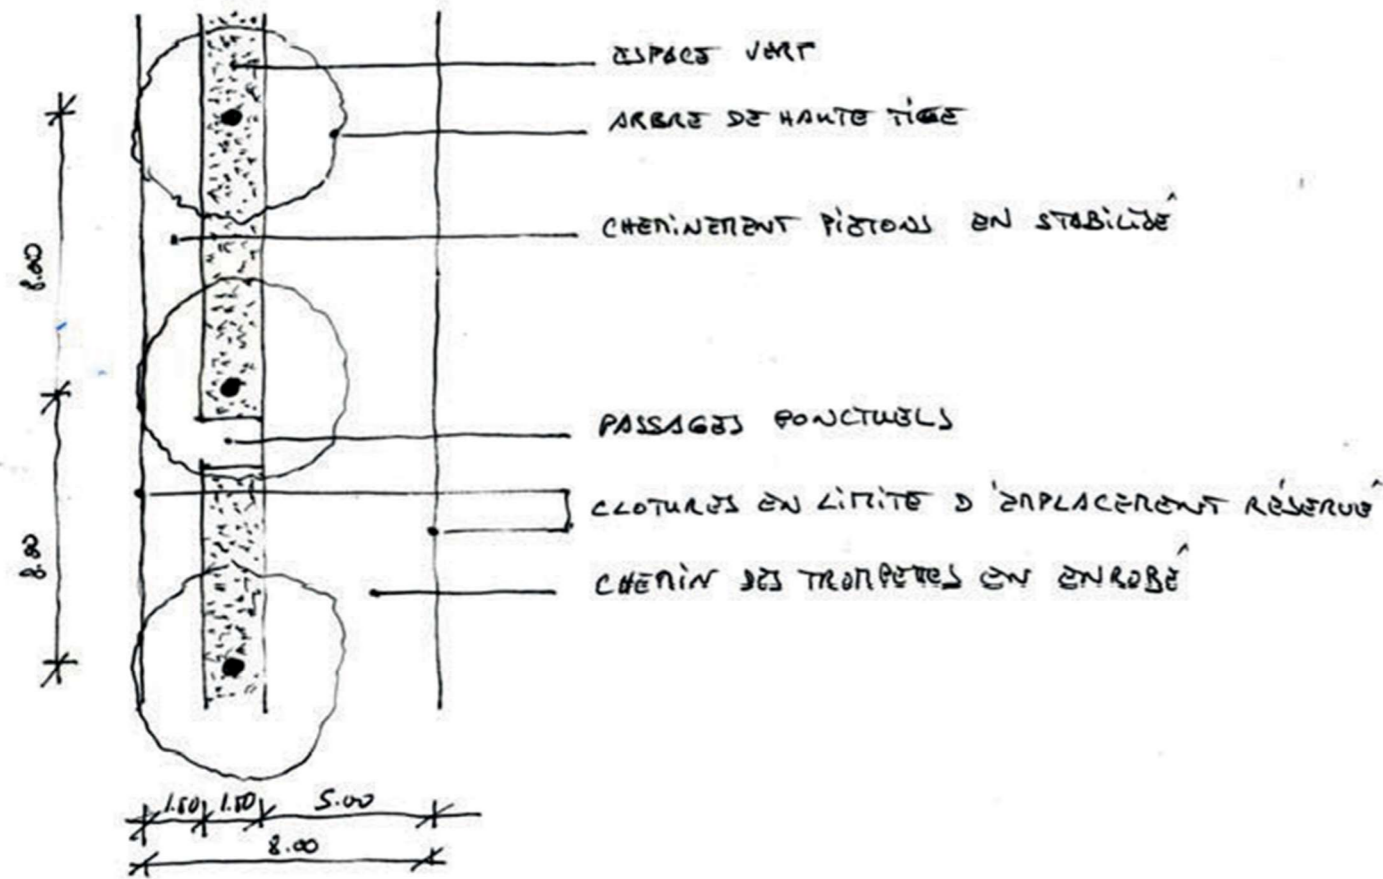 ESPACE VERT
ARBRE DE HAUTE TIGE
CHEMINEMENT PIÉTONS EN STABILISÉ
8.00
PASSAGES PONCTUELS
CLOTURES EN LIMITE D'EMPLACEMENT RÉSERVÉ
8.00
CHEMIN DES TROMPETTES EN ENROBÉ
1.50 1.50 5.00
8.00